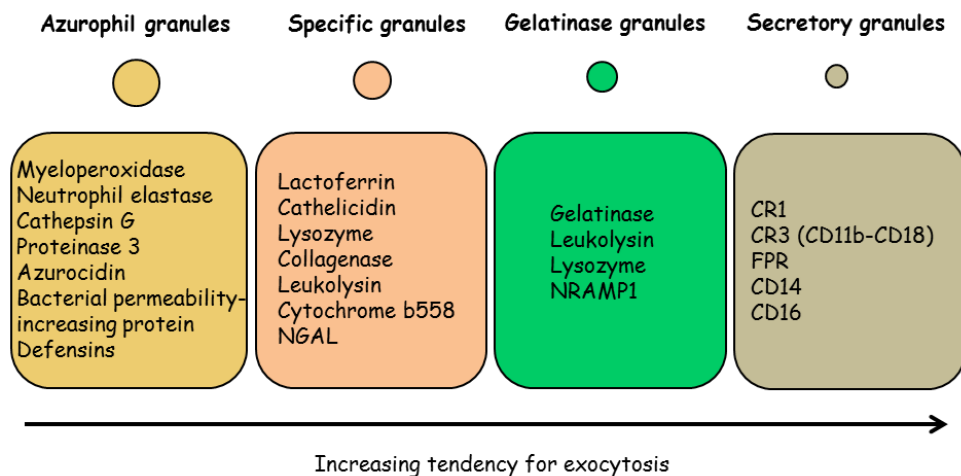 Azurophil granules
Specific granules
Gelatinase granules
Secretory granules
Myeloperoxidase
Neutrophil elastase
Cathepsin G
Proteinase 3
Azurocidin
Bacterial permeability-
increasing protein
Defensins
Lactoferrin
Cathelicidin
Lysozyme
Collagenase
Leukolysin
Cytochrome b558
NGAL
Gelatinase
Leukolysin
Lysozyme
NRAMP1
CR1
CR3 (CD11b-CD18)
FPR
CD14
CD16
Increasing tendency for exocytosis